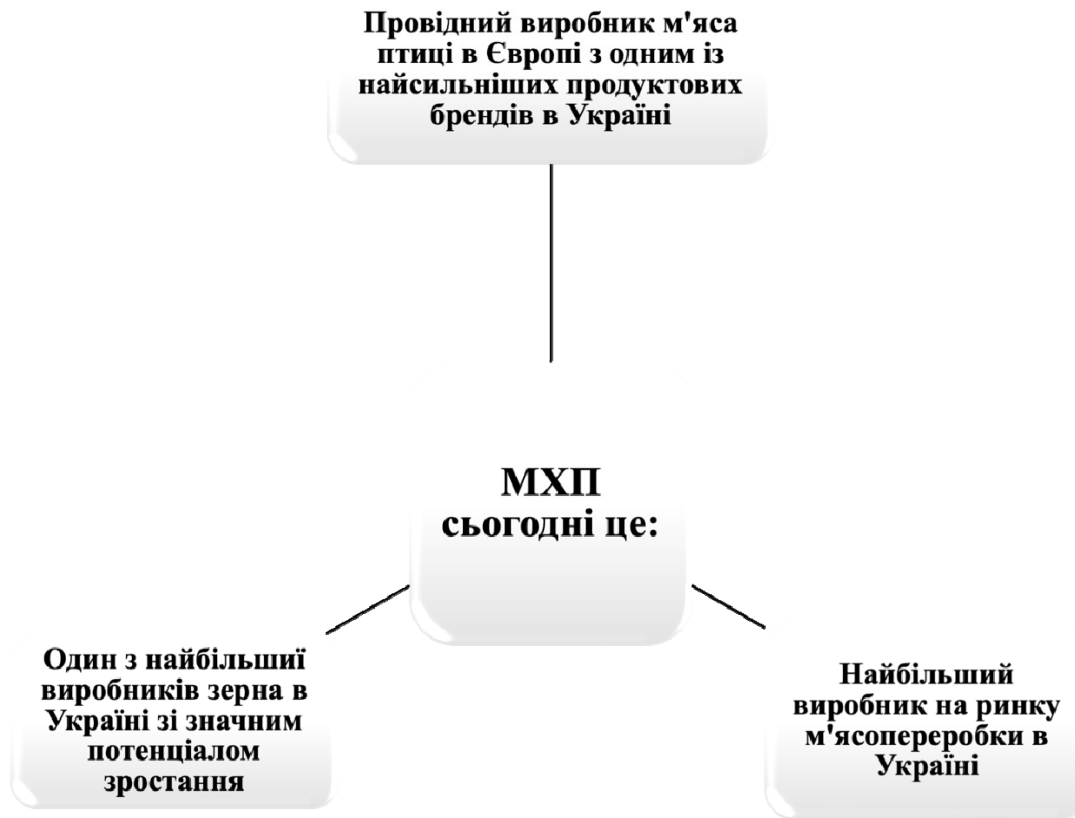 Провідний виробник м'яса
птиці в Європі з одним із
найсильніших продуктових
брендів в Україні
МХП
сьогодні це:
Один з найбільшиї
виробників зерна в
Україні зі значним
потенціалом
зростання
Найбільший
виробник на ринку
м'ясопереробки в
Україні